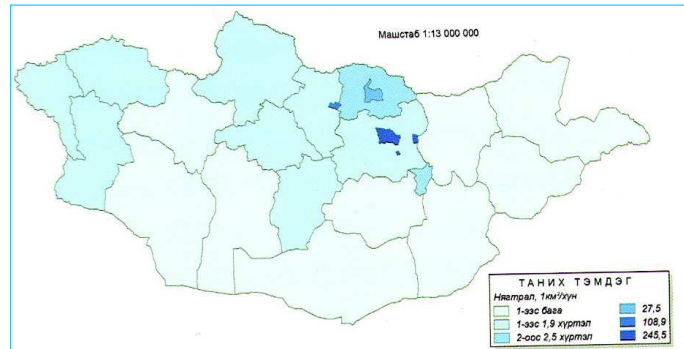 Масштаб 1:13 000 000
ТАНИХ ТЭМДЭГ
Нягтрал, 1км²/хүн
1-ээс бага
1-ээс 1,9 хүртэл
2-оос 2,5 хүртэл
27,5
108,9
245,5